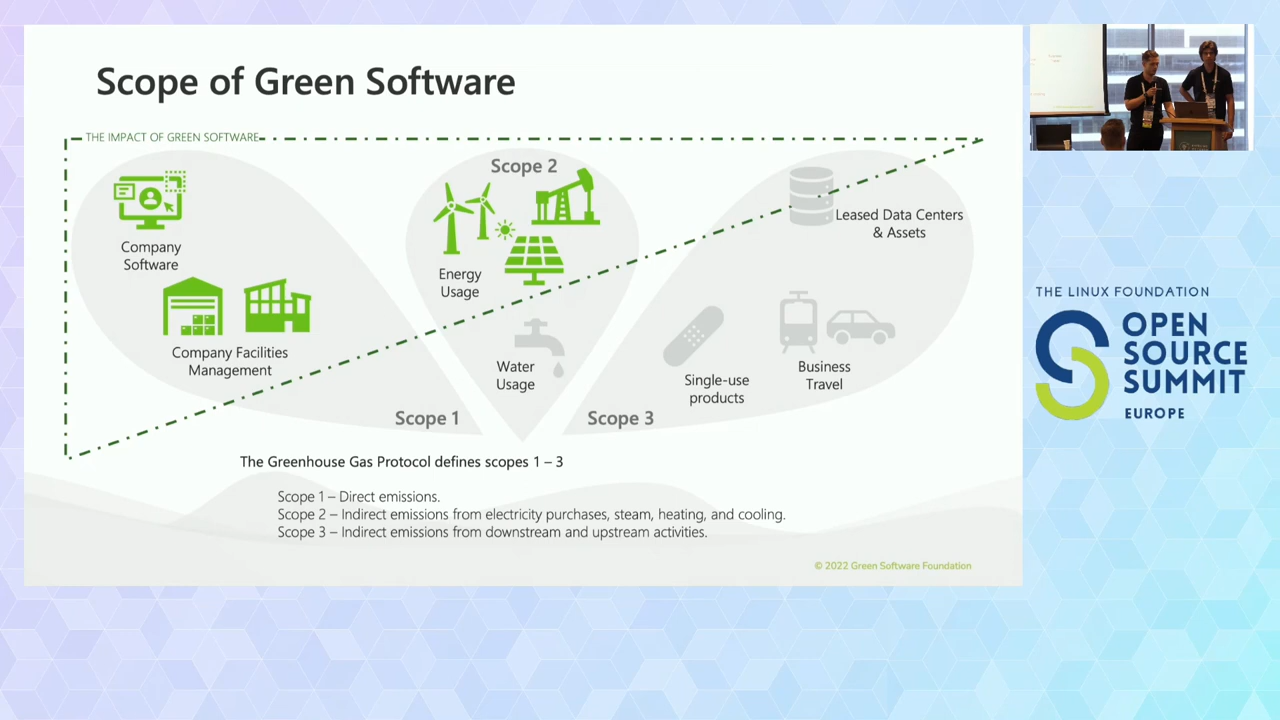 Scope of Green Software
THE IMPACT OF GREEN SOFTWARE
Company
Software
Company Facilities
Management
Scope 1
Scope 2
Energy
Usage
Water
Usage
Leased Data Centers
& Assets
Single-use
products
Business
Travel
Scope 3
The Greenhouse Gas Protocol defines scopes 1 – 3
Scope 1 – Direct emissions.
Scope 2 – Indirect emissions from electricity purchases, steam, heating, and cooling.
Scope 3 – Indirect emissions from downstream and upstream activities.
© 2022 Green Software Foundation
THE LINUX FOUNDATION
OPEN
SOURCE
SUMMIT
EUROPE